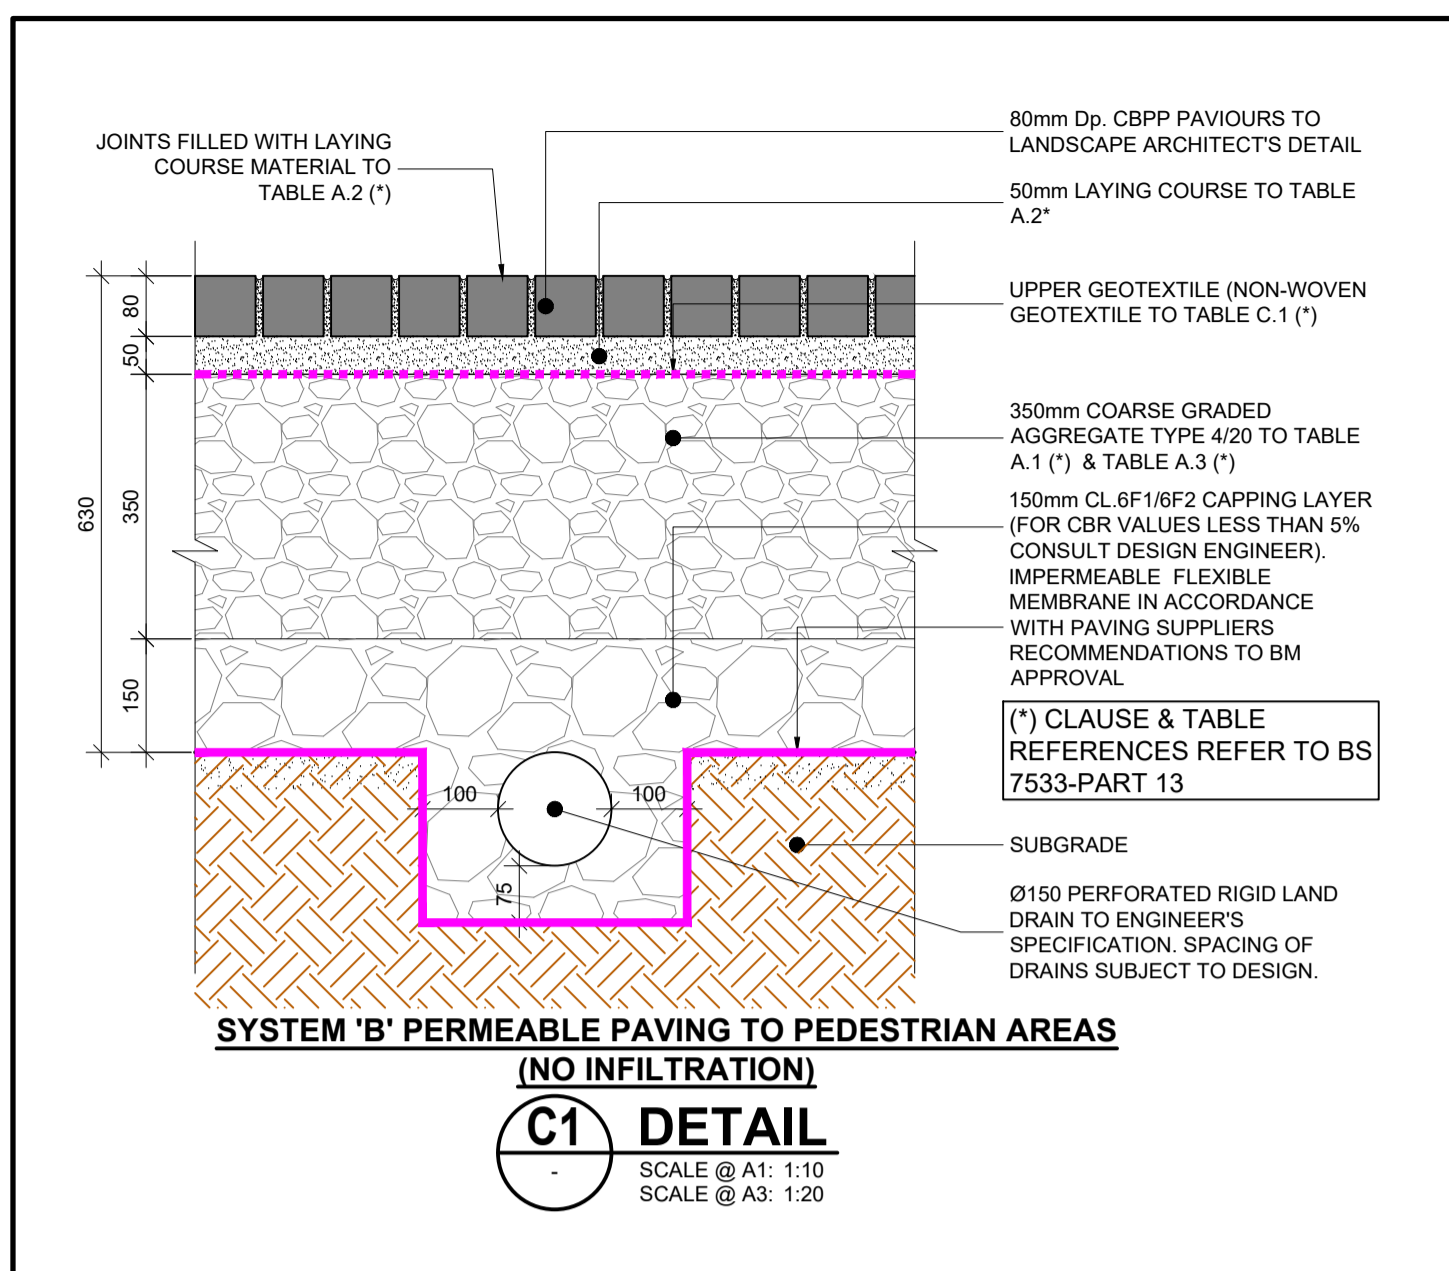 JOINTS FILLED WITH LAYING
COURSE MATERIAL TO
TABLE A.2 (*)
80mm Dp. CBPP PAVIOURS TO
LANDSCAPE ARCHITECT'S DETAIL
50mm LAYING COURSE TO TABLE
A.2*
UPPER GEOTEXTILE (NON-WOVEN
GEOTEXTILE TO TABLE C.1 (*)
350mm COARSE GRADED
AGGREGATE TYPE 4/20 TO TABLE
A.1 (*) & TABLE A.3 (*)
150mm CL.6F1/6F2 CAPPING LAYER
(FOR CBR VALUES LESS THAN 5%
CONSULT DESIGN ENGINEER).
IMPERMEABLE FLEXIBLE
MEMBRANE IN ACCORDANCE
WITH PAVING SUPPLIERS
RECOMMENDATIONS TO BM
APPROVAL
(*) CLAUSE & TABLE
REFERENCES REFER TO BS
7533-PART 13
SUBGRADE
Ø150 PERFORATED RIGID LAND
DRAIN TO ENGINEER'S
SPECIFICATION. SPACING OF
DRAINS SUBJECT TO DESIGN.
630
80
50
350
150
100
100
75
SYSTEM 'B' PERMEABLE PAVING TO PEDESTRIAN AREAS
(NO INFILTRATION)
C1
-
DETAIL
SCALE @ A1: 1:10
SCALE @ A3: 1:20